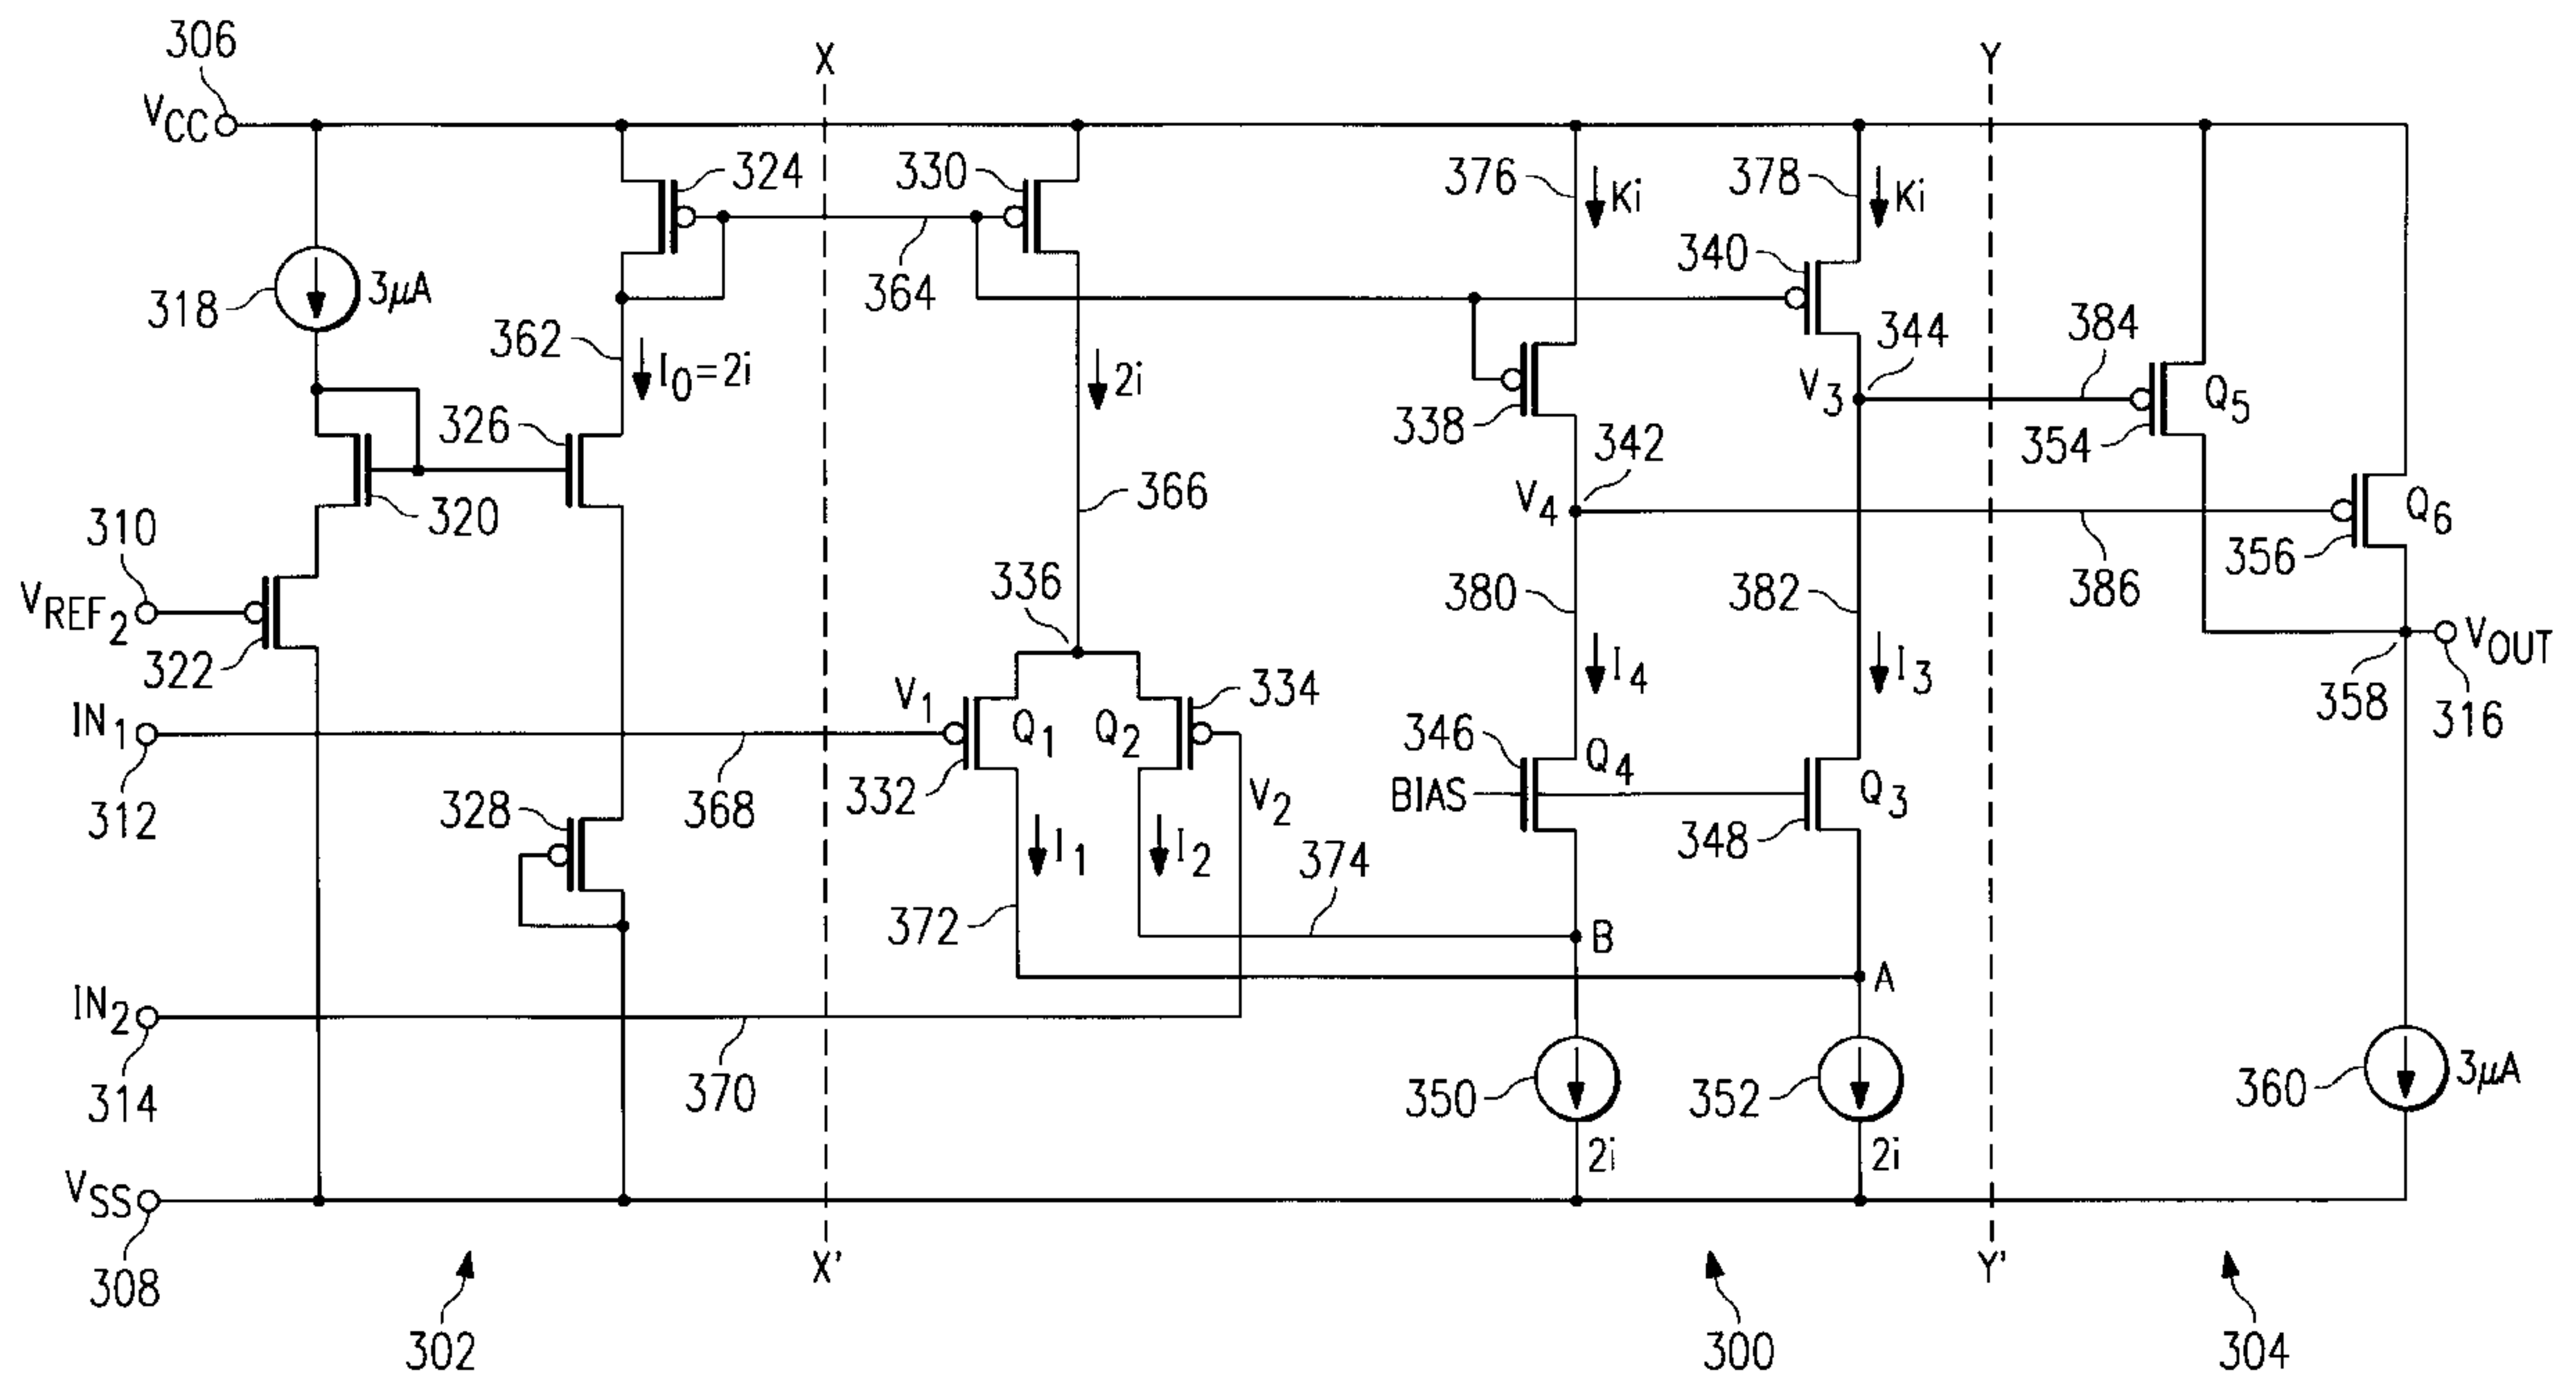 306
X
Y
VCC
324
330
376
Ki
378
Ki
340
318
3μA
364
344
384
362
I0=2i
2i
V3
Q5
326
338
354
342
320
366
V4
Q6
310
356
VREF2
336
380
382
386
322
334
I4
I3
VOUT
V1
358
316
IN1
Q1
Q2
346
Q4
312
368
332
V2
BIAS
Q3
328
I1
I2
374
348
372
B
A
IN2
314
370
350
352
360
3μA
2i
2i
VSS
308
X'
Y'
302
300
304